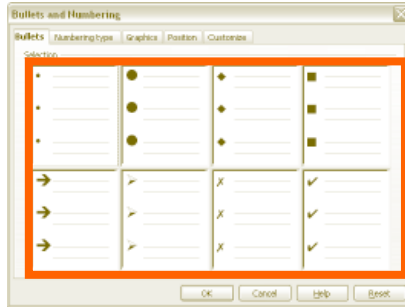 Bullets and Numbering
Bullets Numbering type Graphics Position Customize
Selection
OK Cancel Help Reset